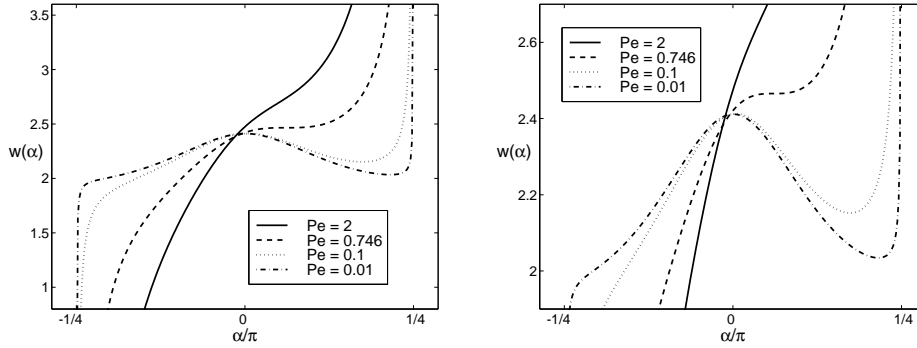 3.5
3
2.5
w(α)
2
1.5
1
Pe = 2
Pe = 0.746
Pe = 0.1
Pe = 0.01
-1/4
0
1/4
α/π
2.6
2.4
w(α)
2.2
2
Pe = 2
Pe = 0.746
Pe = 0.1
Pe = 0.01
-1/4
0
1/4
α/π